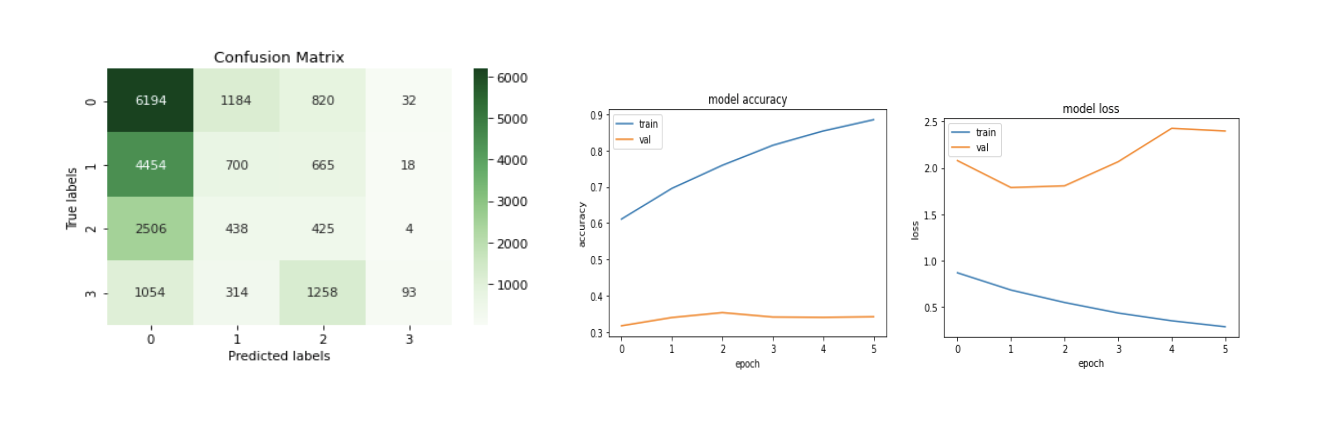 Confusion Matrix
True labels
0 6194 1184 820 32
1 4454 700 665 18
2 2506 438 425 4
3 1054 314 1258 93
0 1 2 3
Predicted labels
6000
5000
4000
3000
2000
1000
model accuracy
train
val
accuracy
0.9
0.8
0.7
0.6
0.5
0.4
0.3
0 1 2 3 4 5
epoch
model loss
train
val
loss
2.5
2.0
1.5
1.0
0.5
0 1 2 3 4 5
epoch